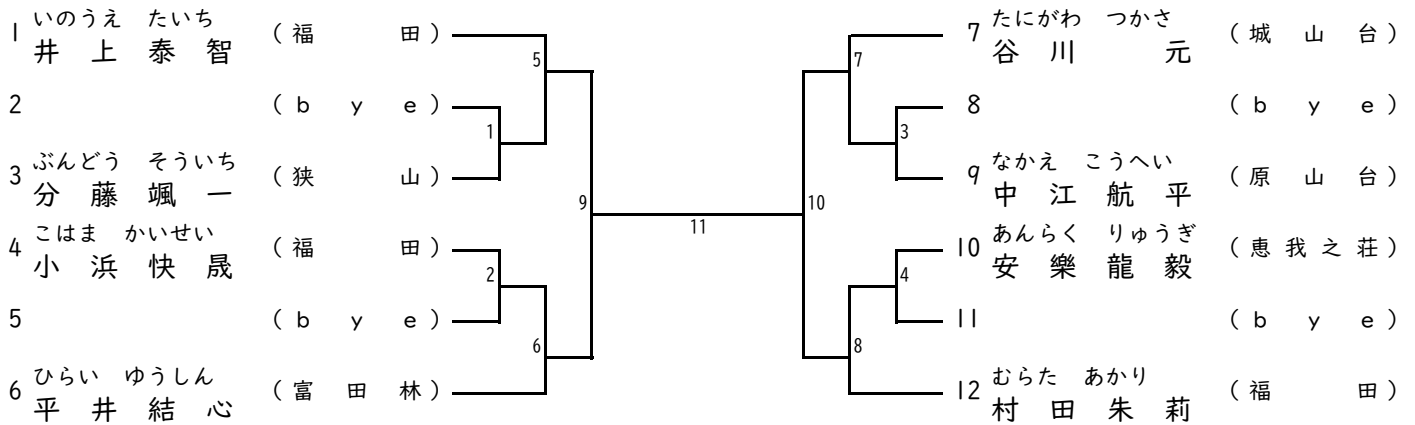 いのうえ たいち
1 井上泰智 (福田)
2 (bye)
ぶんどう そういち
3 分藤颯一 (狭山)
こはま かいせい
4 小浜快晟 (福田)
5 (bye)
ひらい ゆうしん
6 平井結心 (富田林)
5
1
9
2
6
11
7
3
10
4
8
たにがわ つかさ
7 谷川 元 (城山台)
8 (bye)
なかえ こうへい
9 中江航平 (原山台)
あんらく りゅうぎ
10 安樂龍毅 (恵我之荘)
11 (bye)
むらた あかり
12 村田朱莉 (福田)